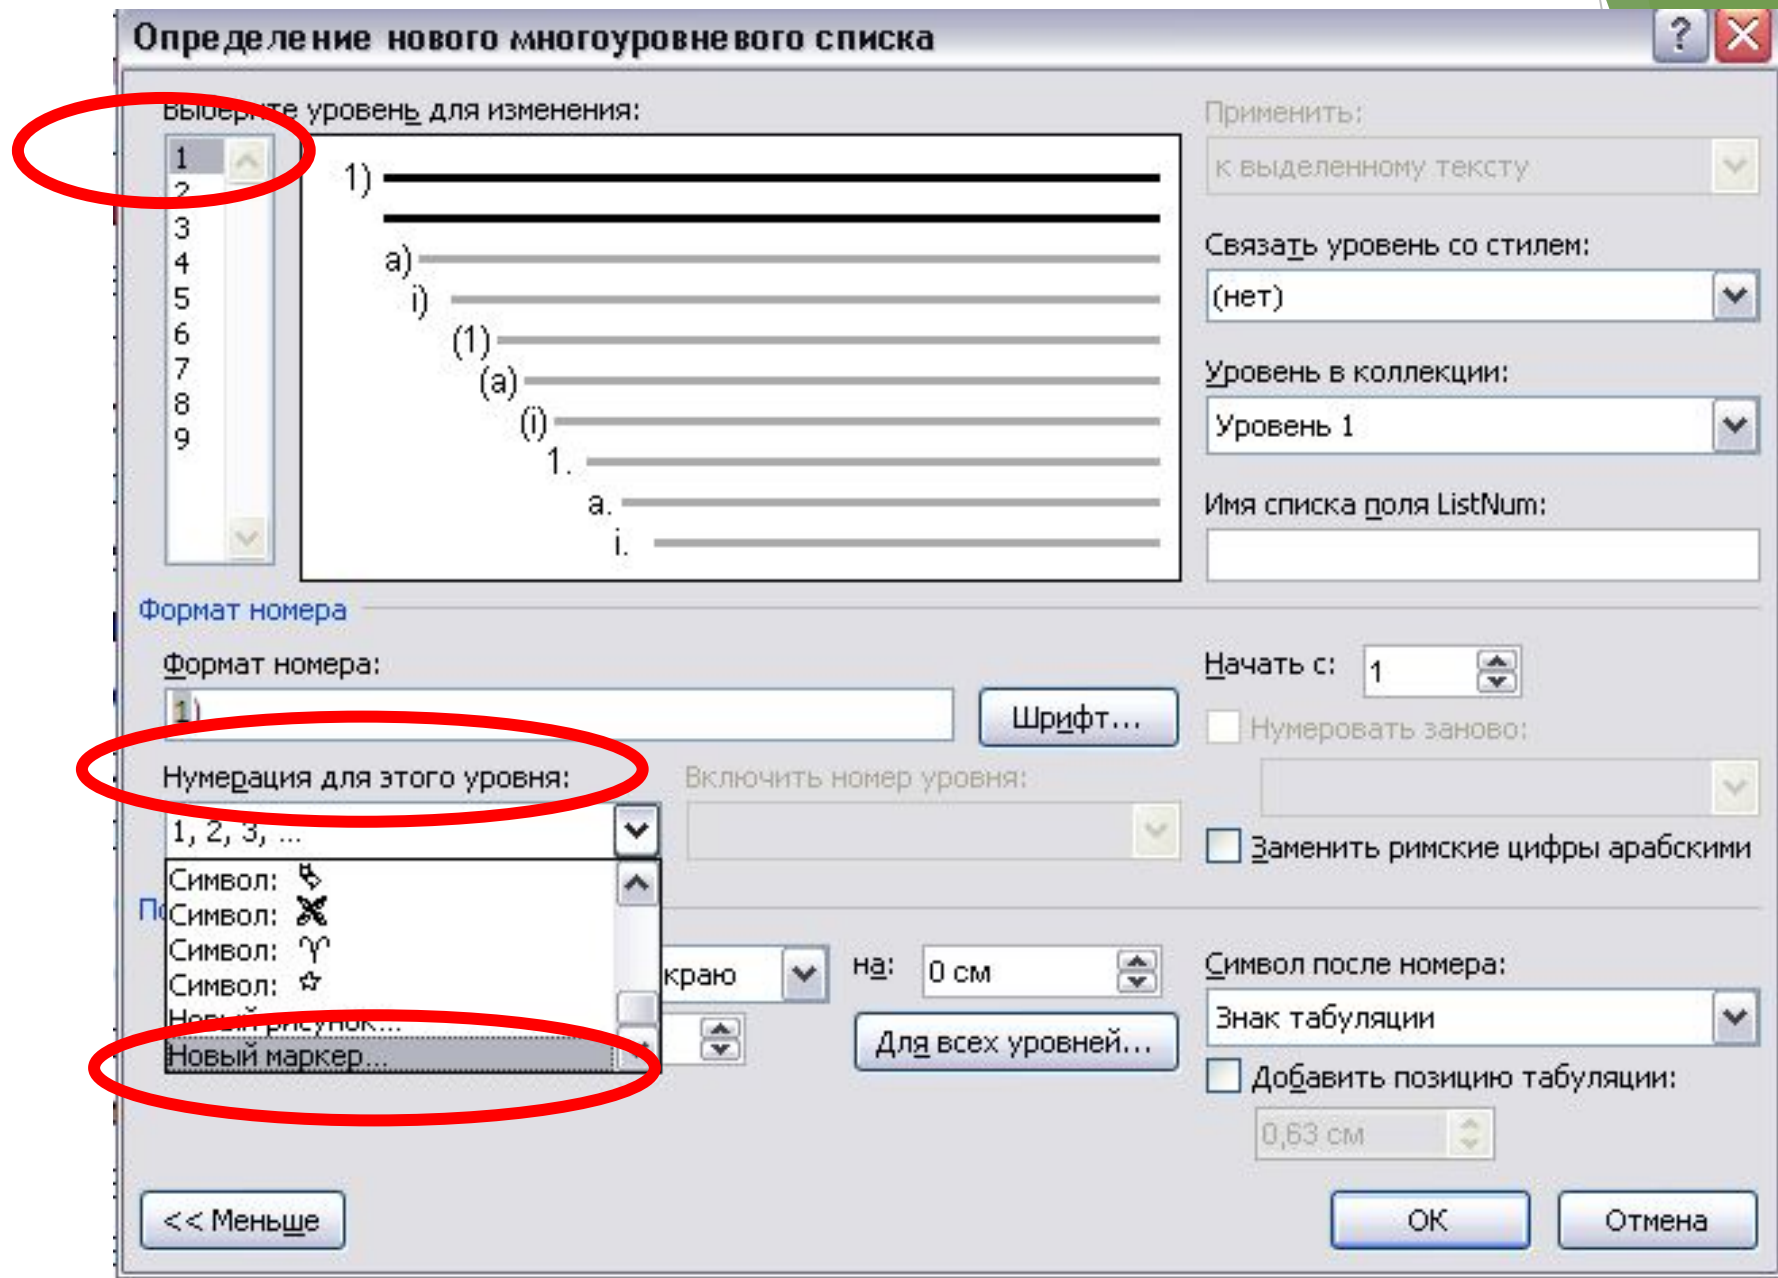 Определение нового многоуровневого списка
Выберите уровень для изменения:
1
2
3
4
5
6
7
8
9
1)
a)
i)
(1)
(a)
(i)
1.
a.
i.
Применить:
к выделенному тексту
Связать уровень со стилем:
(нет)
Уровень в коллекции:
Уровень 1
Имя списка поля ListNum:
Формат номера
Формат номера:
1)
Шрифт...
Начать с: 1
Нумеровать заново:
Нумерация для этого уровня:
1, 2, 3, ...
Включить номер уровня:
Заменить римские цифры арабскими
Символ:
Символ:
Символ:
Символ:
Новый рисунок...
Новый маркер...
краю
на: 0 см
Для всех уровней...
Символ после номера:
Знак табуляции
Добавить позицию табуляции:
0,63 см
<< Меньше
ОК
Отмена